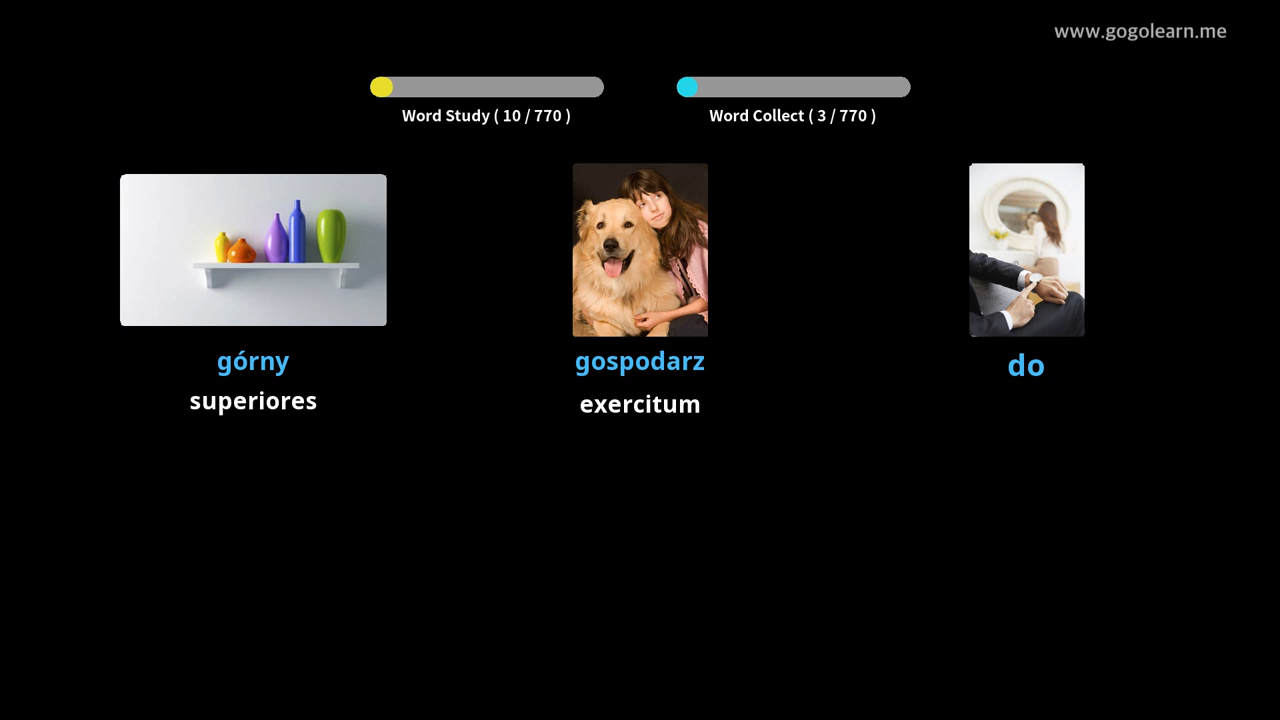 www.gogolearn.me
Word Study ( 10 / 770 )
Word Collect ( 3 / 770 )
górny
superiores
gospodarz
exercitum
do